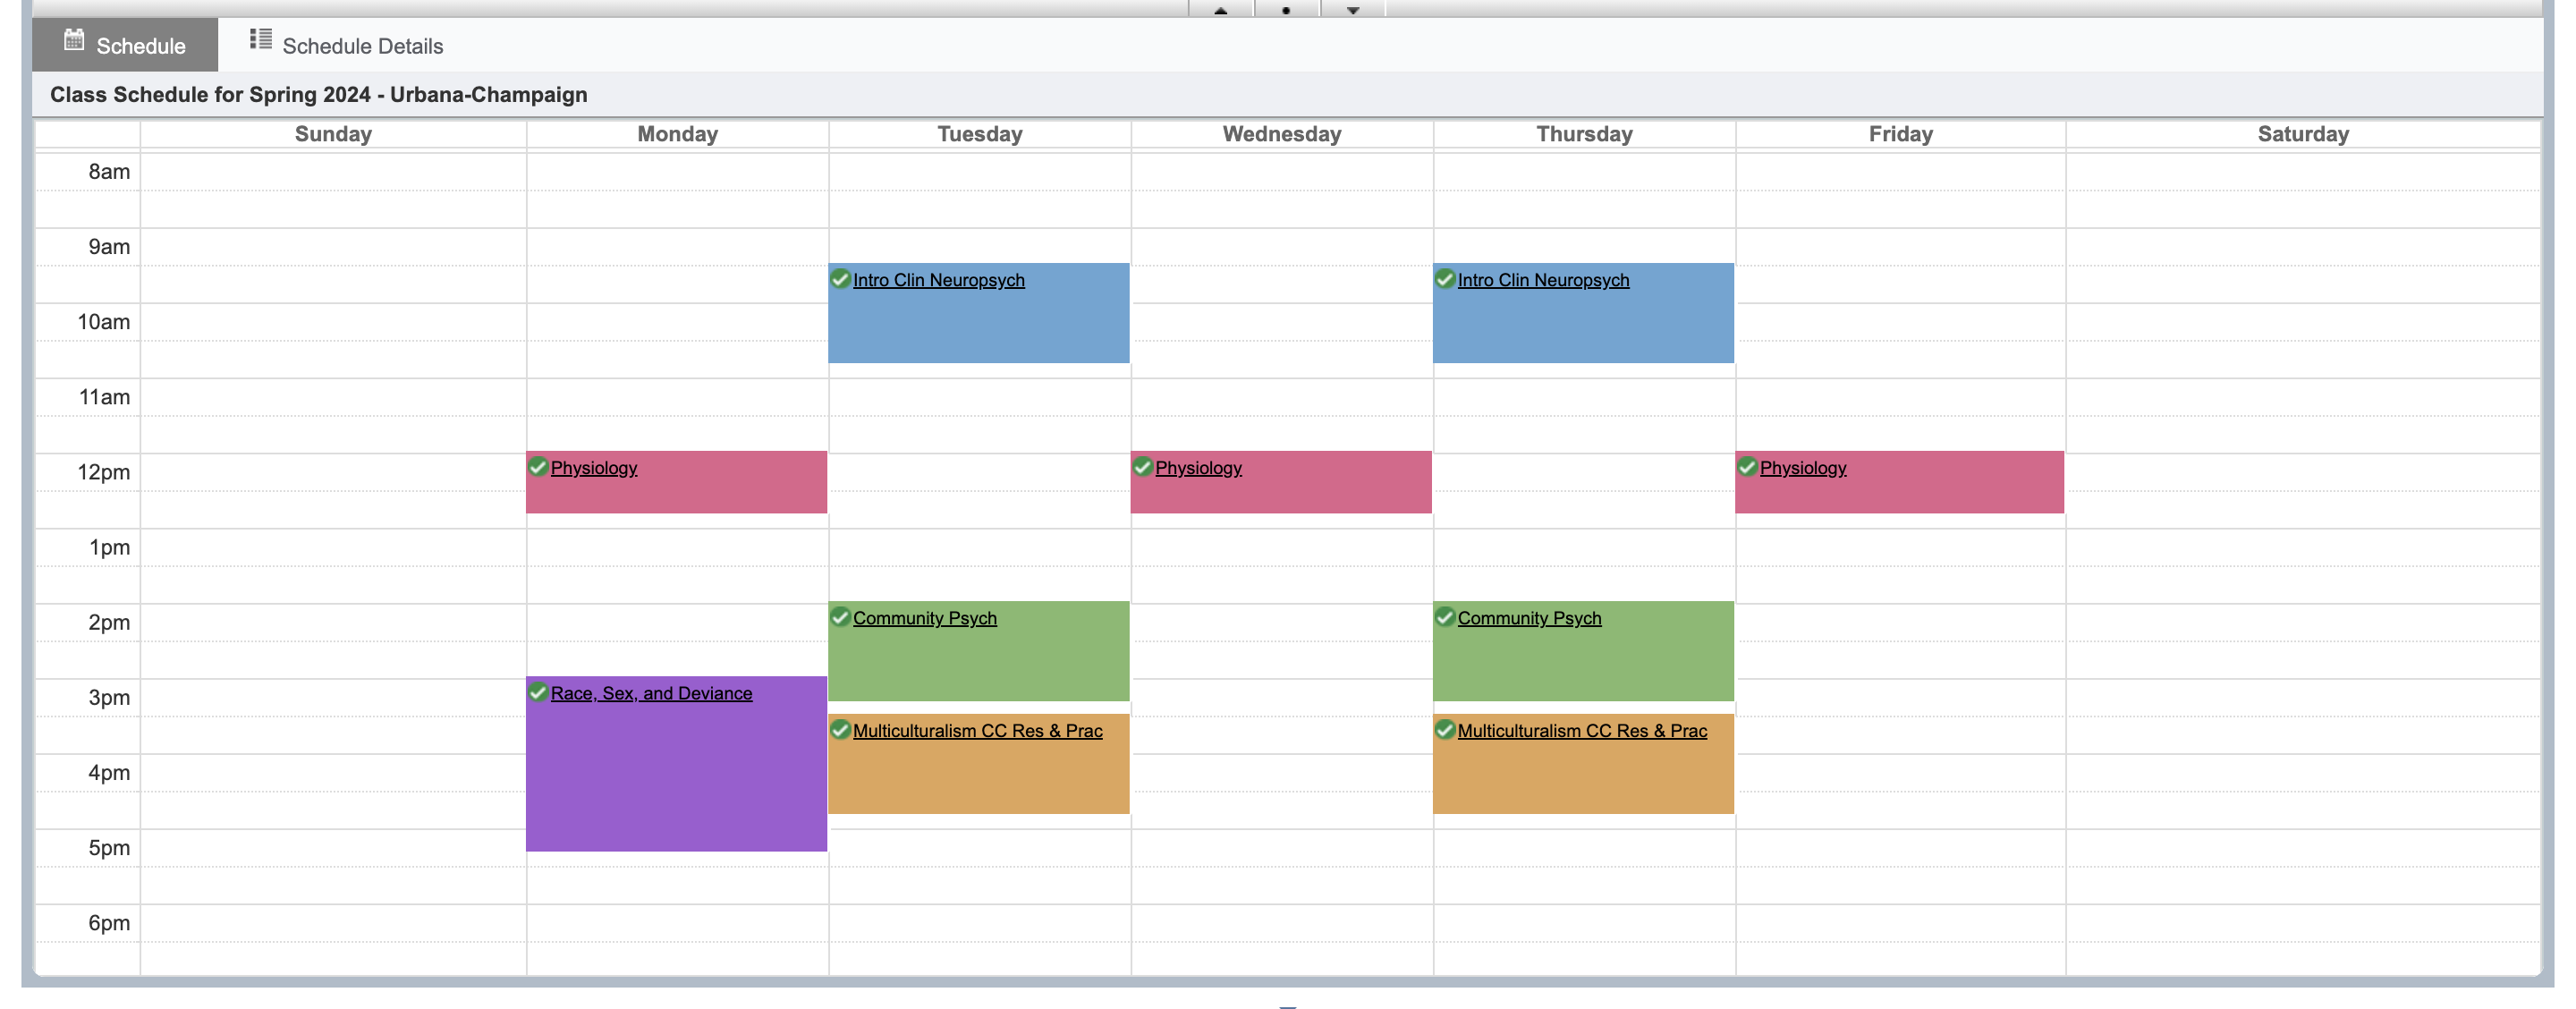 Schedule
Schedule Details
Class Schedule for Spring 2024 - Urbana-Champaign
Sunday Monday Tuesday Wednesday Thursday Friday Saturday
8am
9am
Intro Clin Neuropsych Intro Clin Neuropsych
10am
11am
12pm Physiology Physiology Physiology
1pm
2pm Community Psych Community Psych
3pm Race, Sex, and Deviance
Multiculturalism CC Res & Prac Multiculturalism CC Res & Prac
4pm
5pm
6pm